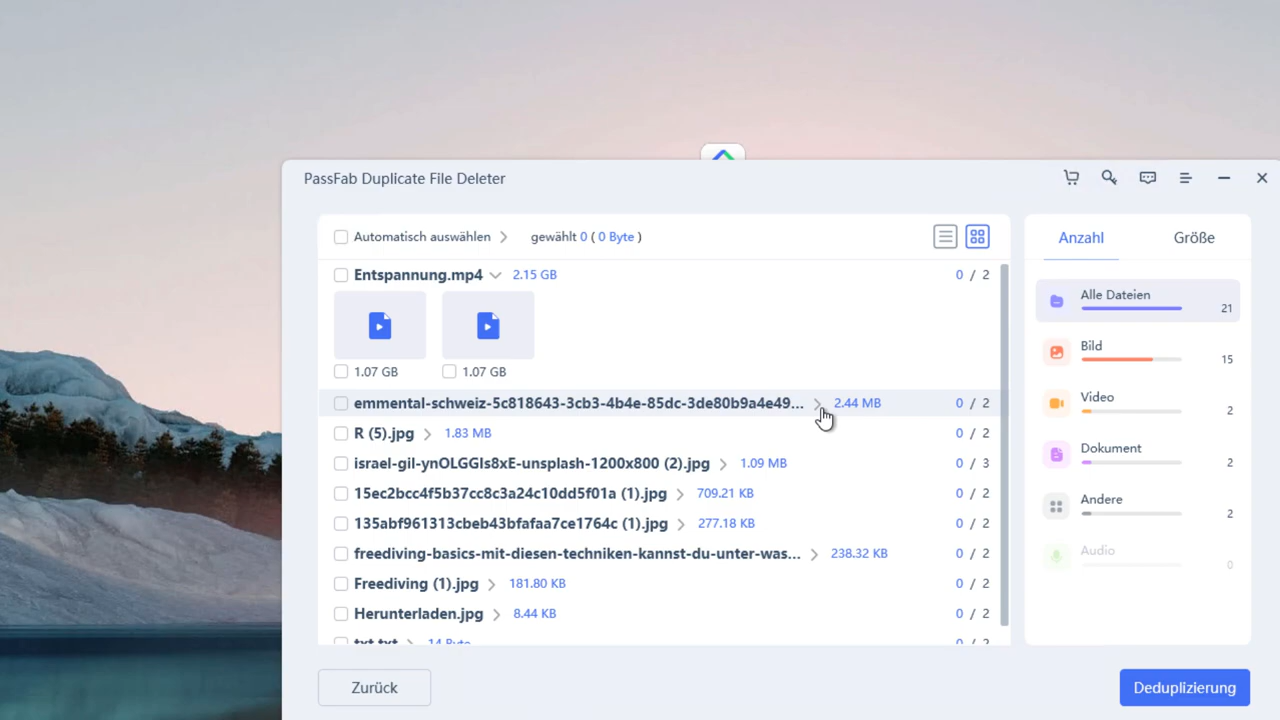 PassFab Duplicate File Deleter
Automatisch auswählen gewählt 0 ( 0 Byte )
Entspannung.mp4 2.15 GB 0 / 2
1.07 GB 1.07 GB
emmental-schweiz-5c818643-3cb3-4b4e-85dc-3de80b9a4e49... 2.44 MB 0 / 2
R (5).jpg 1.83 MB 0 / 2
israel-gil-ynOLGGIs8xE-unsplash-1200x800 (2).jpg 1.09 MB 0 / 3
15ec2bcc4f5b37cc8c3a24c10dd5f01a (1).jpg 709.21 KB 0 / 2
135abf961313cbeb43bfafaa7ce1764c (1).jpg 277.18 KB 0 / 2
freediving-basics-mit-diesen-techniken-kannst-du-unter-was... 238.32 KB 0 / 2
Freediving (1).jpg 181.80 KB 0 / 2
Herunterladen.jpg 8.44 KB 0 / 2
txt.txt 14 Byte 0 / 2
Anzahl Größe
Alle Dateien 21
Bild 15
Video 2
Dokument 2
Andere 2
Audio 0
Zurück Deduplizierung